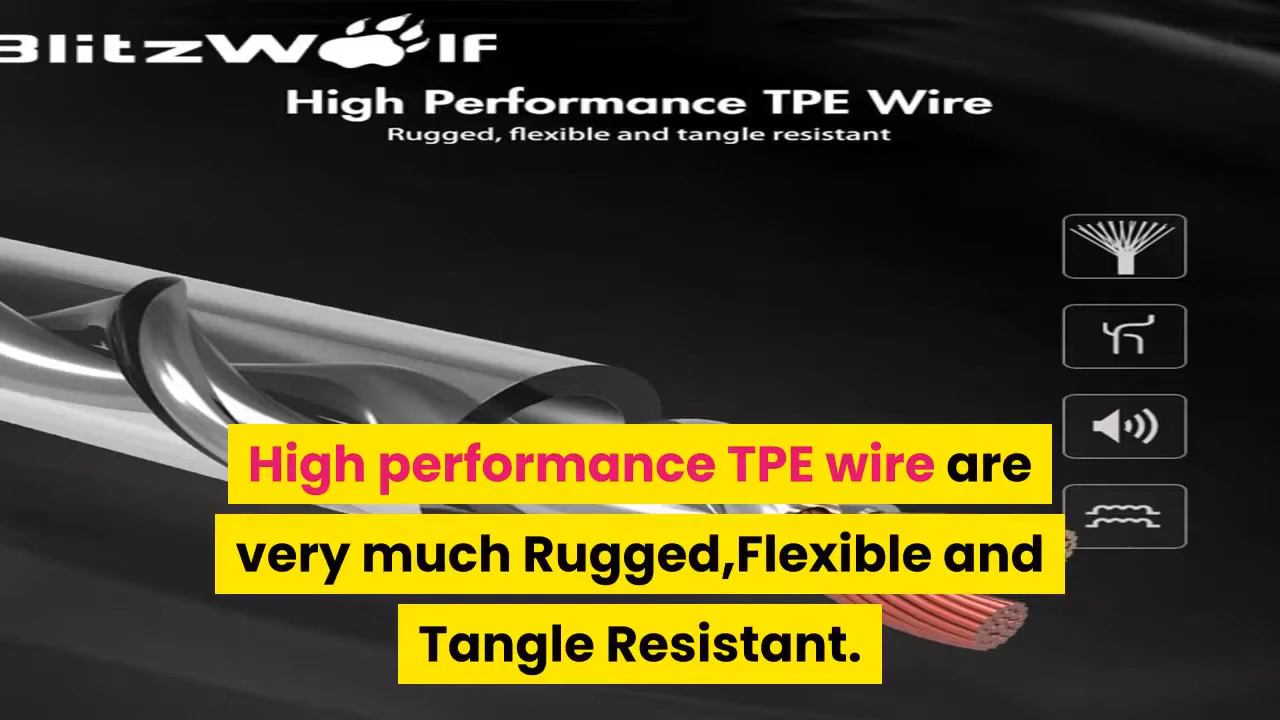 BlitzWolf
High Performance TPE Wire
Rugged, flexible and tangle resistant
High performance TPE wire are
very much Rugged,Flexible and
Tangle Resistant.